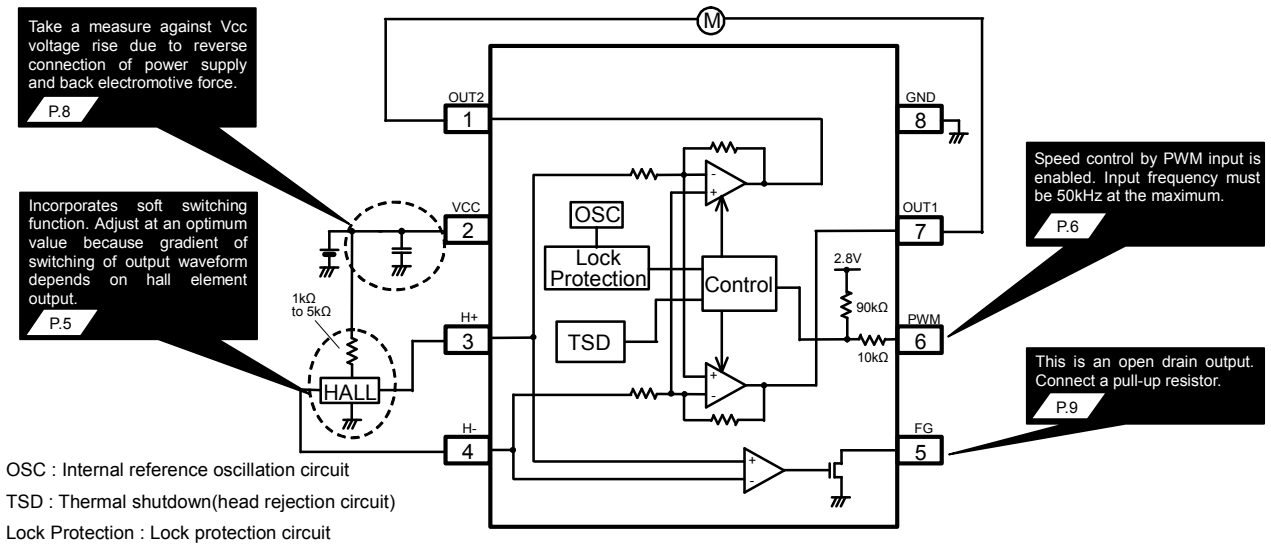 Take a measure against Vcc
voltage rise due to reverse
connection of power supply
and back electromotive force.
P.8
Incorporates soft switching
function. Adjust at an optimum
value because gradient of
switching of output waveform
depends on hall element
output.
P.5
M
OUT2
1
GND
8
VCC
2
OUT1
7
H+
3
PWM
6
H-
4
FG
5
1kΩ
to 5kΩ
HALL
OSC
Lock
Protection
TSD
Control
2.8V
90kΩ
10kΩ
-
+
+
-
+
-
Speed control by PWM input is
enabled. Input frequency must
be 50kHz at the maximum.
P.6
This is an open drain output.
Connect a pull-up resistor.
P.9
OSC : Internal reference oscillation circuit
TSD : Thermal shutdown(head rejection circuit)
Lock Protection : Lock protection circuit